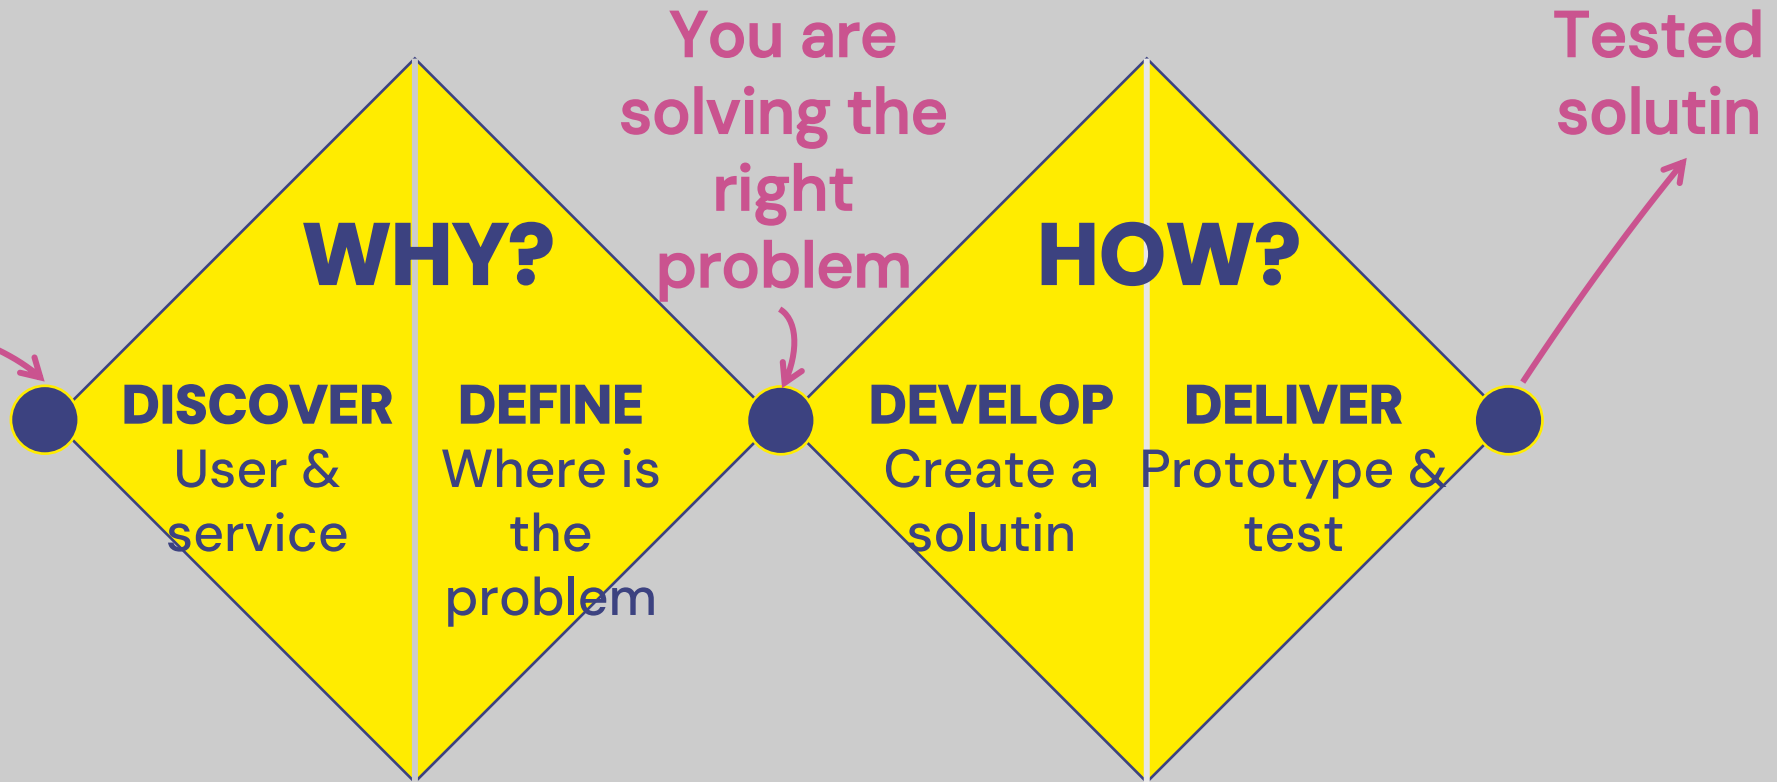 You are
solving the
right
problem
Tested
solutin
WHY?
HOW?
DISCOVER
User &
service
DEFINE
Where is
the
problem
DEVELOP
Create a
solutin
DELIVER
Prototype &
test